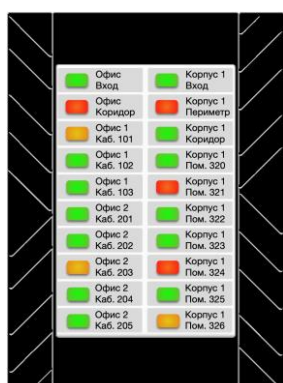 Офис
Вход
Офис
Коридор
Офис 1
Каб. 101
Офис 1
Каб. 102
Офис 1
Каб. 103
Офис 2
Каб. 201
Офис 2
Каб. 202
Офис 2
Каб. 203
Офис 2
Каб. 204
Офис 2
Каб. 205
Корпус 1
Вход
Корпус 1
Периметр
Корпус 1
Коридор
Корпус 1
Пом. 320
Корпус 1
Пом. 321
Корпус 1
Пом. 322
Корпус 1
Пом. 323
Корпус 1
Пом. 324
Корпус 1
Пом. 325
Корпус 1
Пом. 326